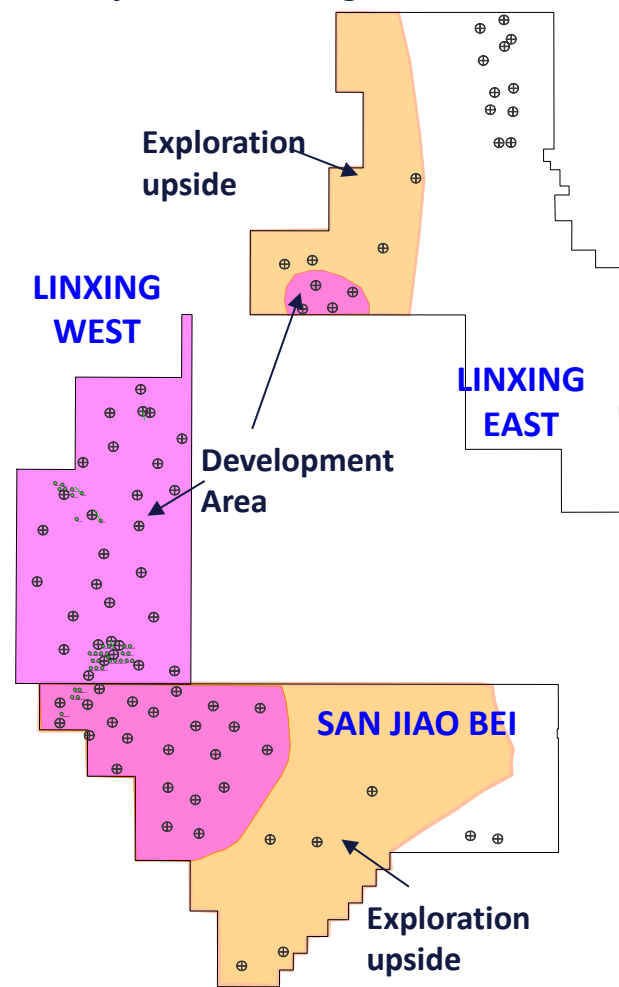 Exploration
upside
LINXING
WEST
LINXING
EAST
Development
Area
SAN JIAO BEI
Exploration
upside